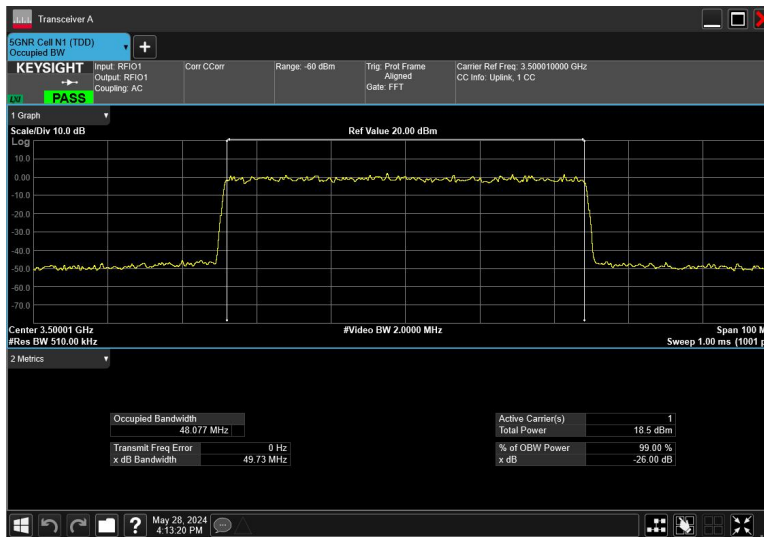 Transceiver A
5GNR Cell N1 (TDD)
Occupied BW
+
KEYSIGHT
Input: RFIO1
Output: RFIO1
Coupling: AC
Corr CCorr
Range: -60 dBm
Trig: Prot Frame
Aligned
Gate: FFT
Carrier Ref Freq: 3.500010000 GHz
CC Info: Uplink, 1 CC
LXI
PASS
1 Graph
Scale/Div 10.0 dB
Ref Value 20.00 dBm
Log
10.0
0.00
-10.0
-20.0
-30.0
-40.0
-50.0
-60.0
-70.0
Center 3.50001 GHz
#Video BW 2.0000 MHz
Span 100 M
#Res BW 510.00 kHz
Sweep 1.00 ms (1001 p
2 Metrics
Occupied Bandwidth
48.077 MHz
Transmit Freq Error 0 Hz
x dB Bandwidth 49.73 MHz
Active Carrier(s) 1
Total Power 18.5 dBm
% of OBW Power 99.00 %
x dB -26.00 dB
?
May 28, 2024
4:13:20 PM